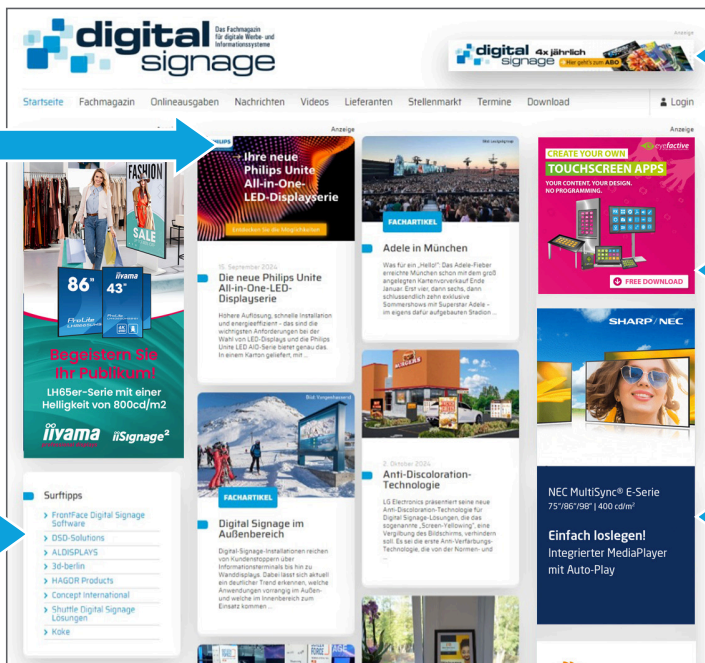 digital signage
Das Fachmagazin
für digitale Werbe- und
Informationssysteme
Anzeige
digital signage 4x jährlich
Hier geht's zum ABO
Startseite Fachmagazin Onlineausgaben Nachrichten Videos Lieferanten Stellenmarkt Termine Download Login
FASHION
SALE
86"
iiyama
43"
ProLite
ProLite
4K
Begeistern Sie
Ihr Publikum!
LH65er-Serie mit einer
Helligkeit von 800cd/m2
iiyama iiSignage²
Surftipps
FrontFace Digital Signage
Software
DSD-Solutions
ALDISPLAYS
3d-berlin
HAGOR Products
Concept International
Shuttle Digital Signage
Lösungen
Koke
Anzeige
PHILIPS
Ihre neue
Philips Unite
All-in-One-
LED-Displayserie
Entdecken Sie die Möglichkeiten
15. September 2024
Die neue Philips Unite
All-in-One-LED-
Displayserie
Höhere Auflösung, schnelle Installation
und energieeffizient – das sind die
wichtigsten Anforderungen bei der
Wahl von LED-Displays und die Philips
Unite LED AIO-Serie bietet genau das.
In einem Karton geliefert, mit ...
FACHARTIKEL
Digital Signage im
Außenbereich
Digital-Signage-Installationen reichen
von Kundenstoppern über
Informationsterminals bis hin zu
Wanddisplays. Dabei lässt sich aktuell
ein deutlicher Trend erkennen, welche
Anwendungen vorrangig im Außen-
und welche im Innenbereich zum
Einsatz kommen ...
FACHARTIKEL
Adele in München
Was für ein „Hello!“. Das Adele-Fieber
erreichte München schon mit dem groß
angelegten Kartenvorverkauf Ende
Januar. Erst vier, dann sechs, dann
schlussendlich zehn exklusive
Sommershows mit Superstar Adele –
im eigens dafür aufgebauten Stadion ...
2. Oktober 2024
Anti-Discoloration-
Technologie
LG Electronics präsentiert seine neue
Anti-Discoloration-Technologie für
Digital Signage-Lösungen, die das
sogenannte „Screen-Yellowing“, eine
Vergilbung des Bildschirms, verhindern
soll. Es sei die erste Anti-Verfärbungs-
Technologie, die von der Normen- und
...
Anzeige
eyefactive
CREATE YOUR OWN
TOUCHSCREEN APPS
YOUR CONTENT, YOUR DESIGN.
NO PROGRAMMING.
FREE DOWNLOAD
SHARP/NEC
NEC MultiSync® E-Serie
75"/86"/98" | 400 cd/m²
Einfach loslegen!
Integrierter MediaPlayer
mit Auto-Play